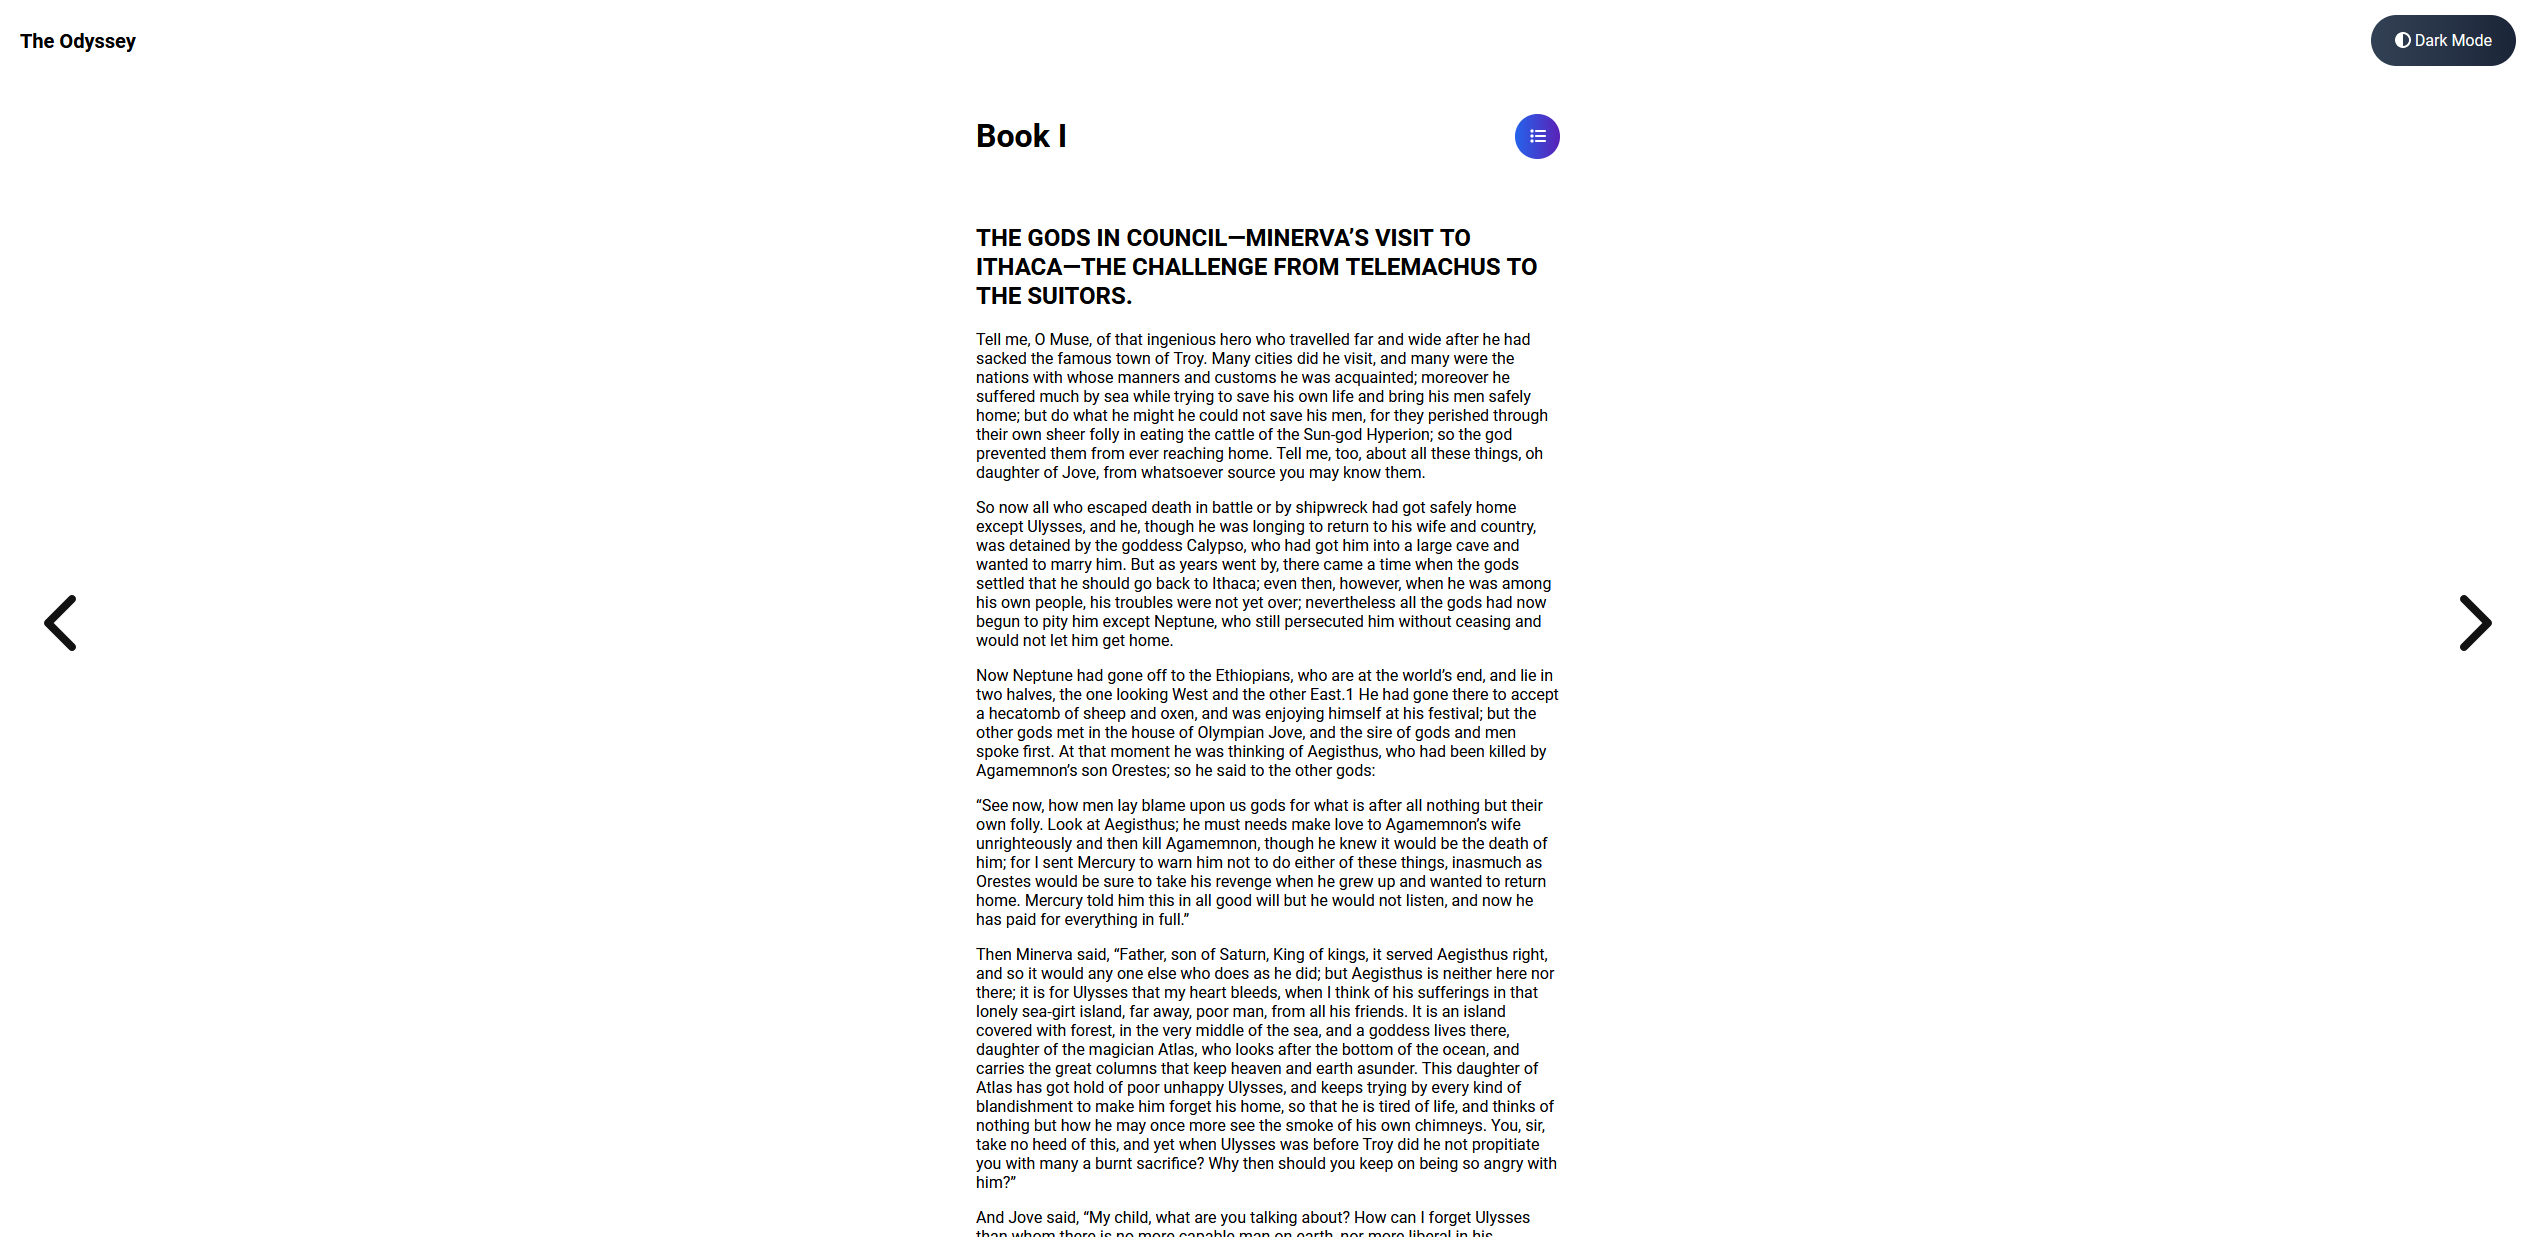 The Odyssey
Dark Mode
Book I
THE GODS IN COUNCIL—MINERVA’S VISIT TO
ITHACA—THE CHALLENGE FROM TELEMACHUS TO
THE SUITORS.
Tell me, O Muse, of that ingenious hero who travelled far and wide after he had
sacked the famous town of Troy. Many cities did he visit, and many were the
nations with whose manners and customs he was acquainted; moreover he
suffered much by sea while trying to save his own life and bring his men safely
home; but do what he might he could not save his men, for they perished through
their own sheer folly in eating the cattle of the Sun-god Hyperion; so the god
prevented them from ever reaching home. Tell me, too, about all these things, oh
daughter of Jove, from whatsoever source you may know them.
So now all who escaped death in battle or by shipwreck had got safely home
except Ulysses, and he, though he was longing to return to his wife and country,
was detained by the goddess Calypso, who had got him into a large cave and
wanted to marry him. But as years went by, there came a time when the gods
settled that he should go back to Ithaca; even then, however, when he was among
his own people, his troubles were not yet over; nevertheless all the gods had now
begun to pity him except Neptune, who still persecuted him without ceasing and
would not let him get home.
Now Neptune had gone off to the Ethiopians, who are at the world’s end, and lie in
two halves, the one looking West and the other East.1 He had gone there to accept
a hecatomb of sheep and oxen, and was enjoying himself at his festival; but the
other gods met in the house of Olympian Jove, and the sire of gods and men
spoke first. At that moment he was thinking of Aegisthus, who had been killed by
Agamemnon’s son Orestes; so he said to the other gods:
“See now, how men lay blame upon us gods for what is after all nothing but their
own folly. Look at Aegisthus; he must needs make love to Agamemnon’s wife
unrighteously and then kill Agamemnon, though he knew it would be the death of
him; for I sent Mercury to warn him not to do either of these things, inasmuch as
Orestes would be sure to take his revenge when he grew up and wanted to return
home. Mercury told him this in all good will but he would not listen, and now he
has paid for everything in full.”
Then Minerva said, “Father, son of Saturn, King of kings, it served Aegisthus right,
and so it would any one else who does as he did; but Aegisthus is neither here nor
there; it is for Ulysses that my heart bleeds, when I think of his sufferings in that
lonely sea-girt island, far away, poor man, from all his friends. It is an island
covered with forest, in the very middle of the sea, and a goddess lives there,
daughter of the magician Atlas, who looks after the bottom of the ocean, and
carries the great columns that keep heaven and earth asunder. This daughter of
Atlas has got hold of poor unhappy Ulysses, and keeps trying by every kind of
blandishment to make him forget his home, so that he is tired of life, and thinks of
nothing but how he may once more see the smoke of his own chimneys. You, sir,
take no heed of this, and yet when Ulysses was before Troy did he not propitiate
you with many a burnt sacrifice? Why then should you keep on being so angry with
him?”
And Jove said, “My child, what are you talking about? How can I forget Ulysses
than whom there is no more capable man on earth, nor more liberal in his